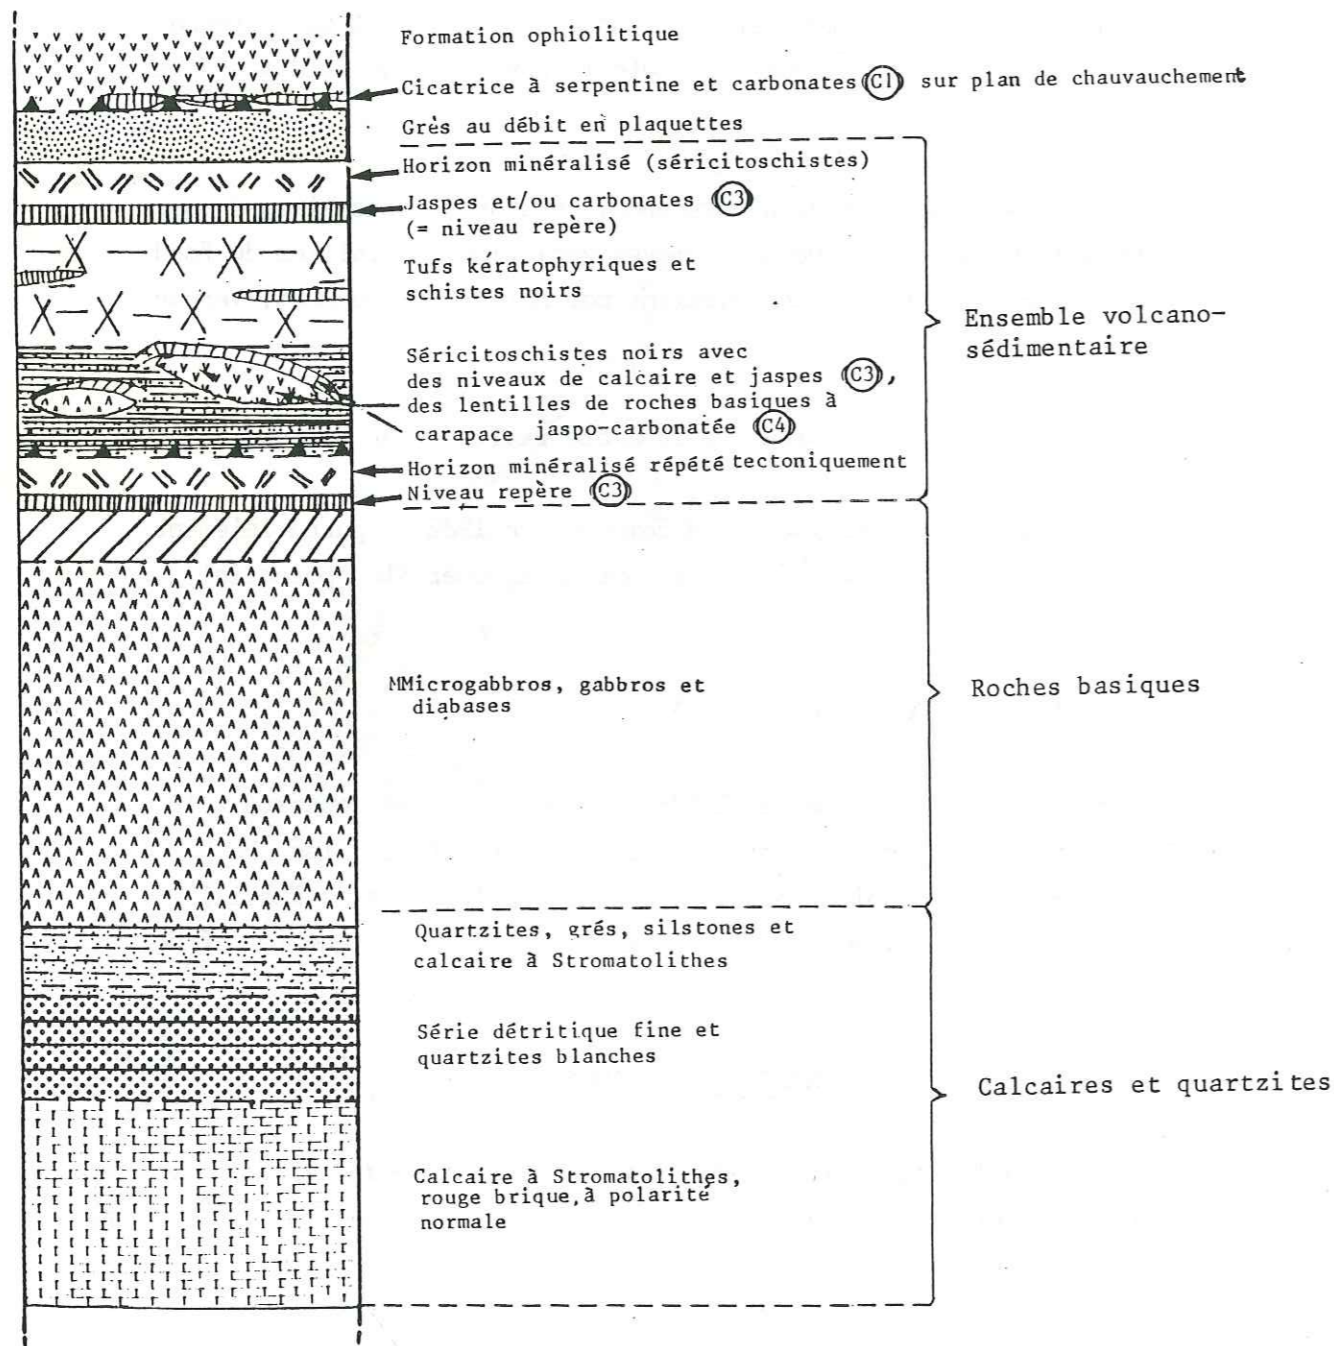 Formation ophiolitique
Cicatrice à serpentine et carbonates (C1) sur plan de chauvauchement
Grès au débit en plaquettes
Horizon minéralisé (séricitoschistes)
Jaspes et/ou carbonates (C3)
(= niveau repère)
Tufs kératophyriques et
schistes noirs
Ensemble volcano-
sédimentaire
Séricitoschistes noirs avec
des niveaux de calcaire et jaspes (C3),
des lentilles de roches basiques à
carapace jaspo-carbonatée (C4)
Horizon minéralisé répété tectoniquement
Niveau repère (C3)
MMicrogabbros, gabbros et
diabases
Roches basiques
Quartzites, grés, silstones et
calcaire à Stromatolithes
Série détritique fine et
quartzites blanches
Calcaires et quartzites
Calcaire à Stromatolithes,
rouge brique, à polarité
normale